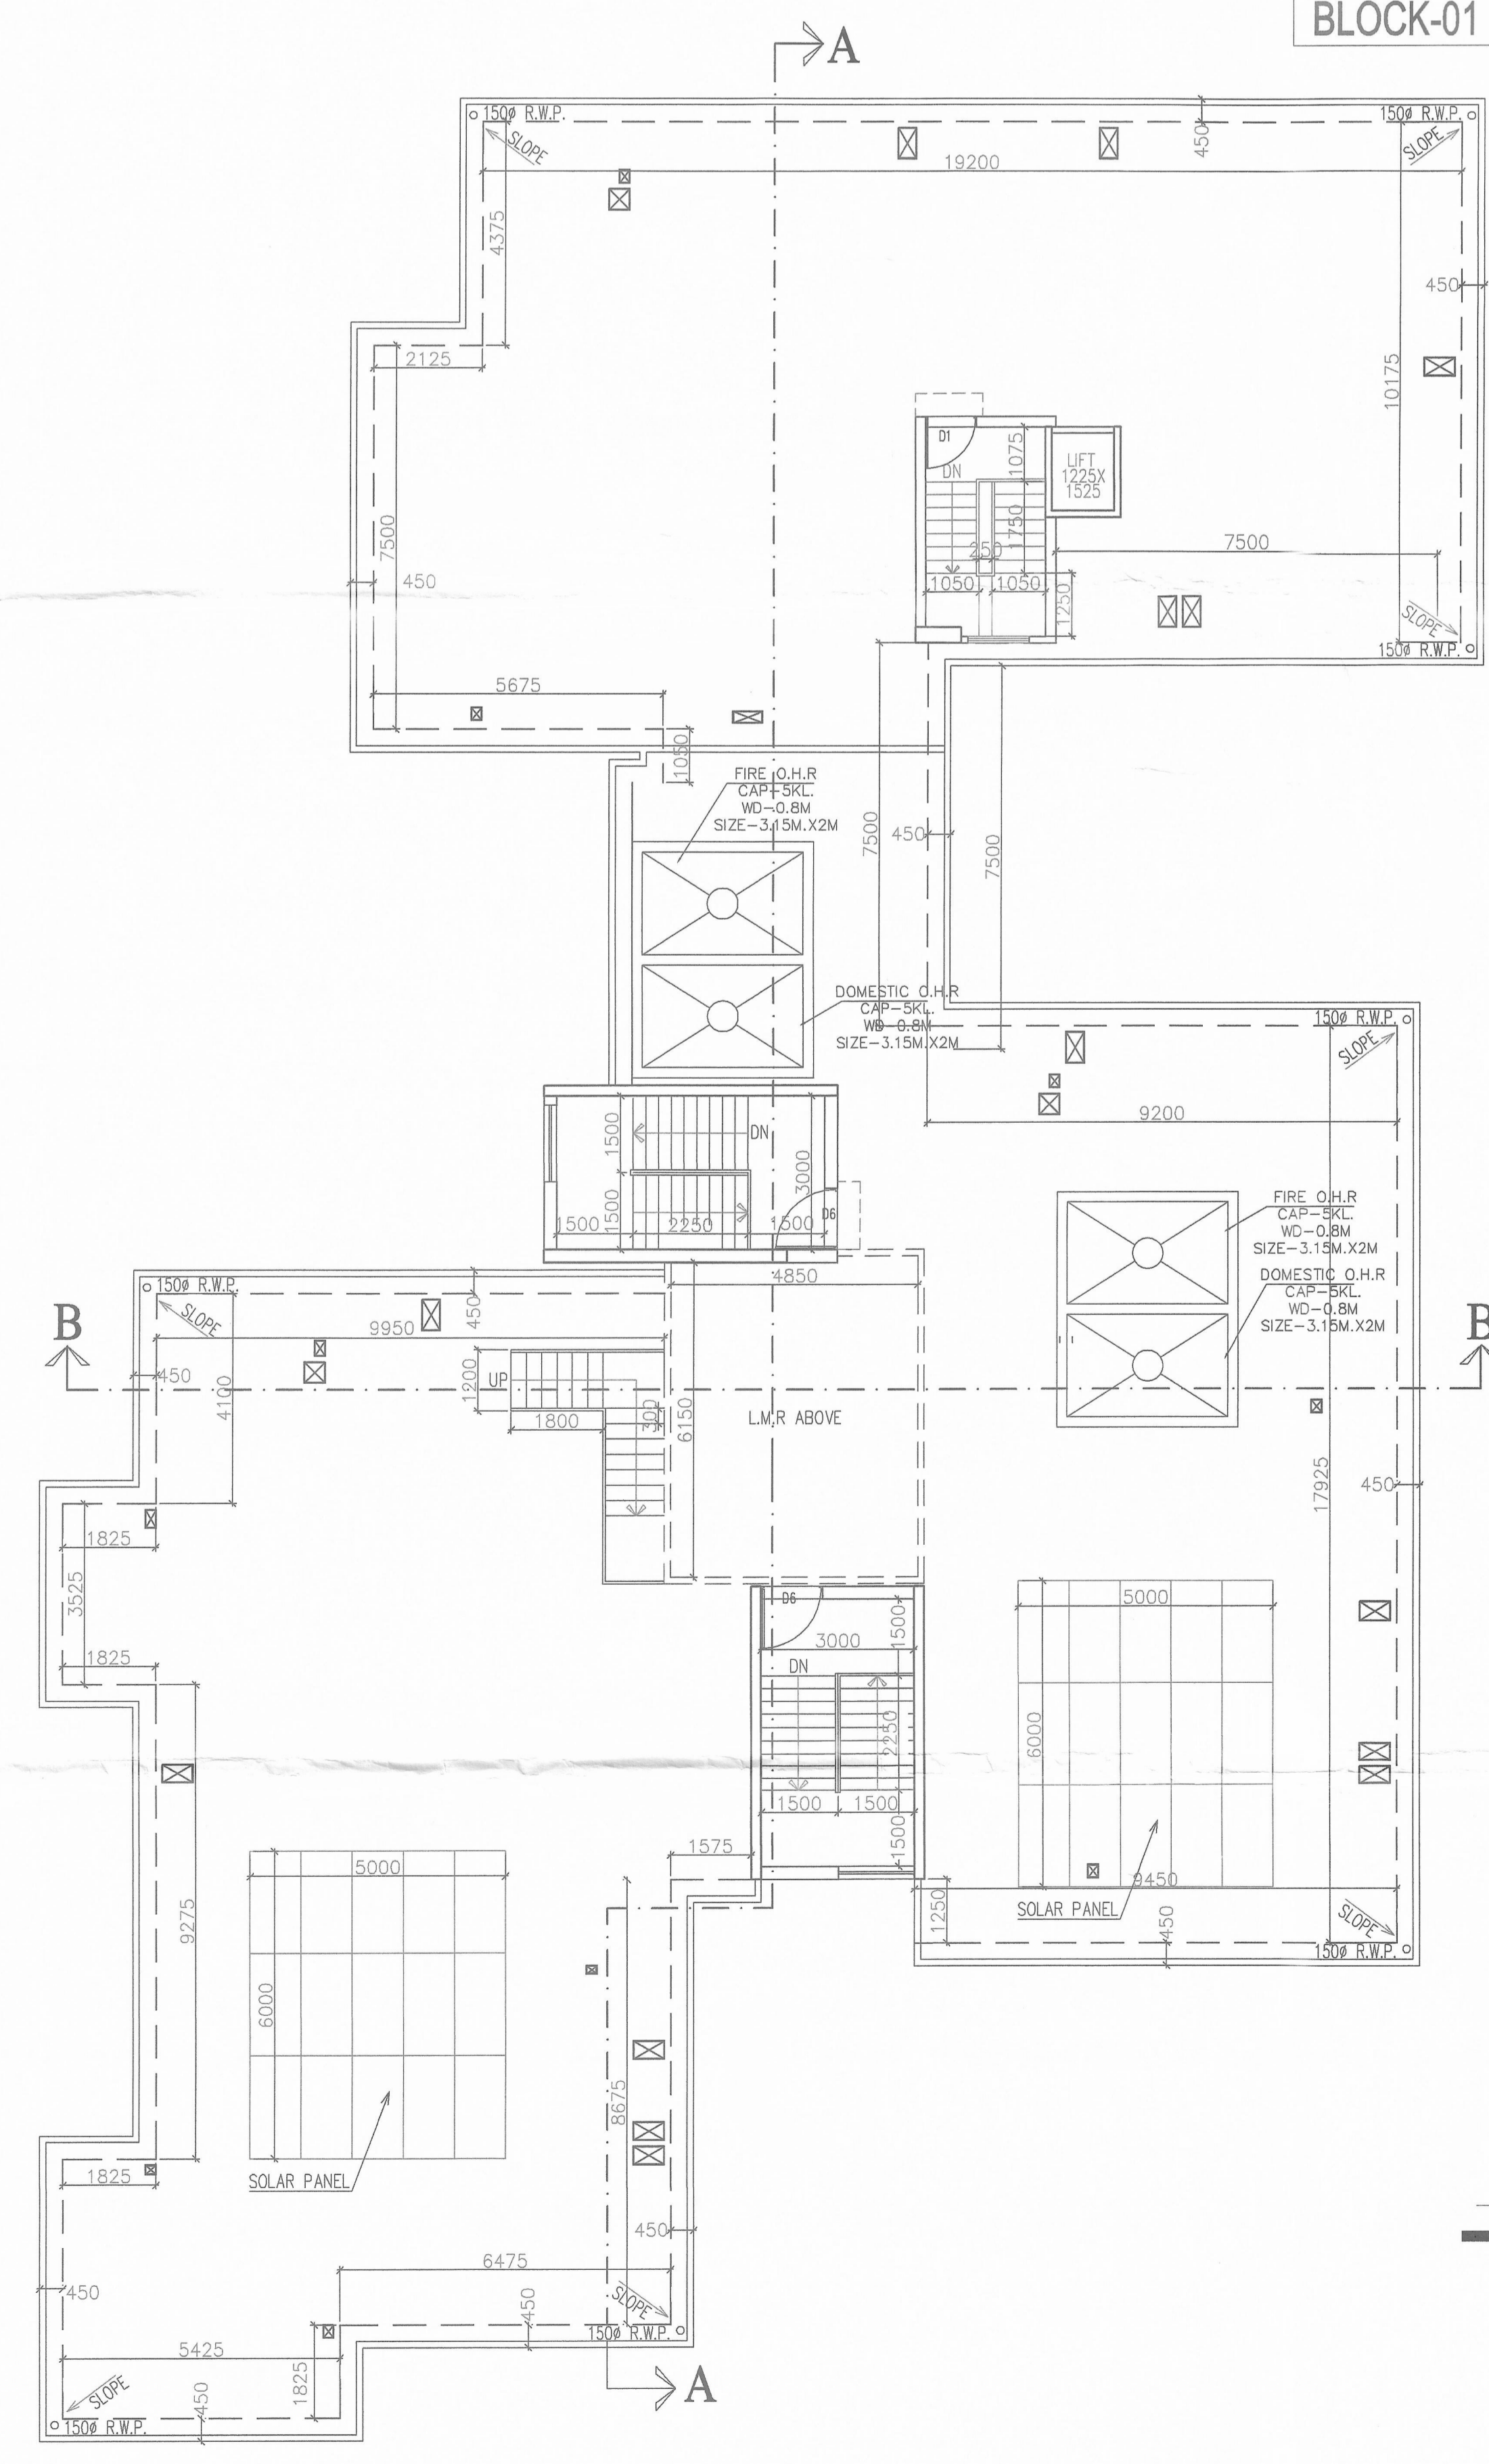 BLOCK-01
A
150ø R.W.P.
150ø R.W.P.
SLOPE
SLOPE
450
19200
4375
450
2125
10175
D1
DN
1075
LIFT
1225X
1525
1750
7500
250
7500
450
1050
1050
1250
SLOPE
150ø R.W.P.
5675
1050
FIRE O.H.R
CAP-5KL.
WD-0.8M
SIZE-3.15M.X2M
7500
450
7500
DOMESTIC O.H.R
CAP-5KL.
WD-0.8M
SIZE-3.15M.X2M
150ø R.W.P.
SLOPE
9200
1500
DN
3000
1500
D6
1500
2250
1500
FIRE O.H.R
CAP-5KL.
WD-0.8M
SIZE-3.15M.X2M
4850
DOMESTIC O.H.R
CAP-5KL.
WD-0.8M
SIZE-3.15M.X2M
150ø R.W.P.
SLOPE
450
B
B
9950
450
4100
1200
UP
1800
300
6150
L.M.R ABOVE
17925
450
1825
3525
1825
D6
1500
3000
DN
5000
2250
6000
1500
1500
1500
1575
9450
1250
SOLAR PANEL
450
SLOPE
150ø R.W.P.
5000
9275
6000
8675
1825
SOLAR PANEL
450
6475
450
SLOPE
450
150ø R.W.P.
5425
1825
SLOPE
450
150ø R.W.P.
A